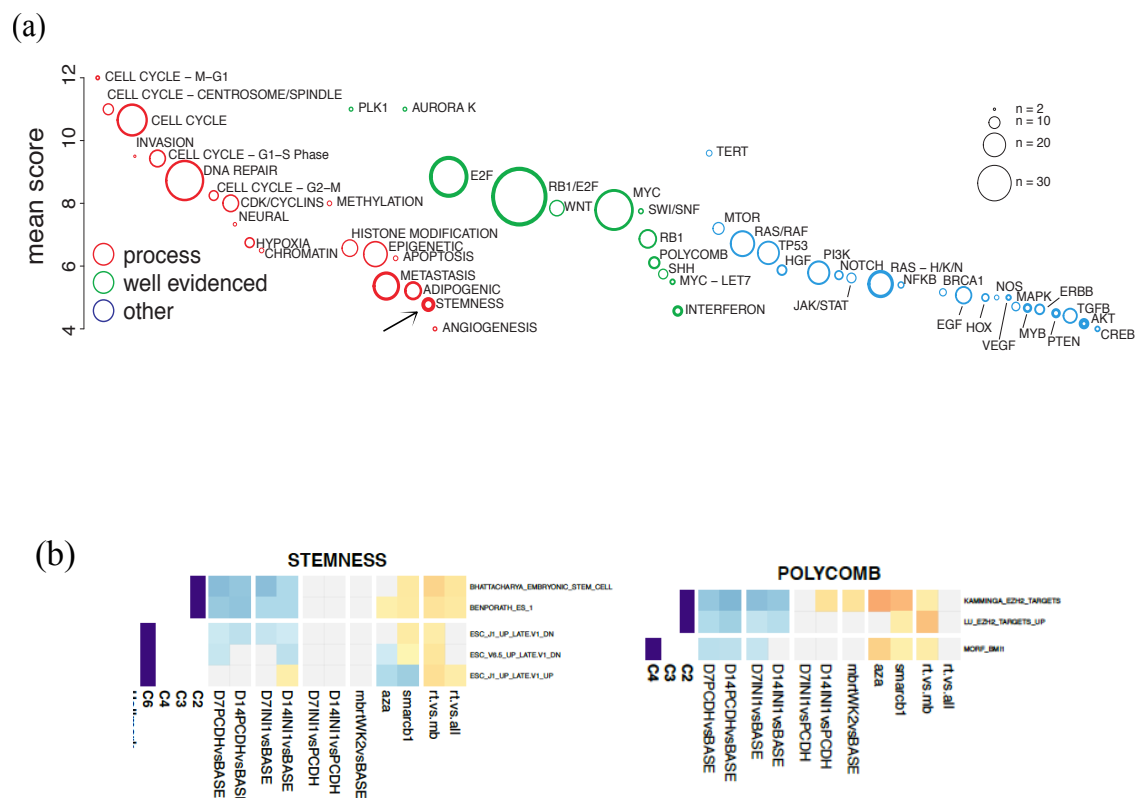 (a)
mean score
12
10
8
6
4
CELL CYCLE – M–G1
CELL CYCLE – CENTROSOME/SPINDLE
CELL CYCLE
INVASION
CELL CYCLE – G1–S Phase
DNA REPAIR
CELL CYCLE – G2–M
CDK/CYCLINS
METHYLATION
NEURAL
HYPOXIA
CHROMATIN
HISTONE MODIFICATION
EPIGENETIC
APOPTOSIS
METASTASIS
ADIPOGENIC
STEMNESS
ANGIOGENESIS
PLK1
AURORA K
E2F
RB1/E2F
WNT
MYC
SWI/SNF
RB1
POLYCOMB
SHH
MYC – LET7
INTERFERON
TERT
MTOR
RAS/RAF
TP53
HGF
PI3K
NOTCH
JAK/STAT
RAS – H/K/N
NFKB
BRCA1
EGF
HOX
NOS
VEGF
MAPK
MYB
ERBB
PTEN
TGFB
AKT
CREB
n = 2
n = 10
n = 20
n = 30
process
well evidenced
other
(b)
STEMNESS
BHATTACHARYA_EMBRYONIC_STEM_CELL
BENPORATH_ES_1
ESC_J1_UP_LATE.V1_DN
ESC_V6.5_UP_LATE.V1_DN
ESC_J1_UP_LATE.V1_UP
C6
C4
C3
C2
D7PCDHvsBASE
D14PCDHvsBASE
D7INI1vsBASE
D14INI1vsBASE
D7INI1vsPCDH
D14INI1vsPCDH
mbrtWK2vsBASE
aza
smarcb1
rt.vs.mb
rt.vs.all
POLYCOMB
KAMMINGA_EZH2_TARGETS
LU_EZH2_TARGETS_UP
MORF_BMI1
C4
C3
C2
D7PCDHvsBASE
D14PCDHvsBASE
D7INI1vsBASE
D14INI1vsBASE
D7INI1vsPCDH
D14INI1vsPCDH
mbrtWK2vsBASE
aza
smarcb1
rt.vs.mb
rt.vs.all